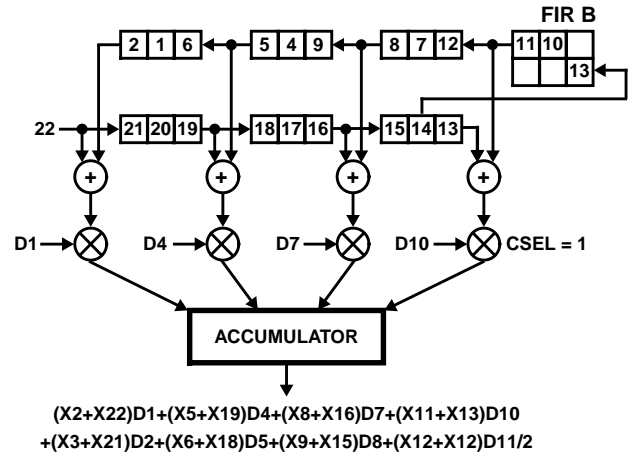 FIR B
2 1 6 5 4 9 8 7 12 11 10
13
22 21 20 19 18 17 16 15 14 13
+ + + +
D1 D4 D7 D10 CSEL = 1
ACCUMULATOR
(X2+X22)D1+(X5+X19)D4+(X8+X16)D7+(X11+X13)D10
+(X3+X21)D2+(X6+X18)D5+(X9+X15)D8+(X12+X12)D11/2